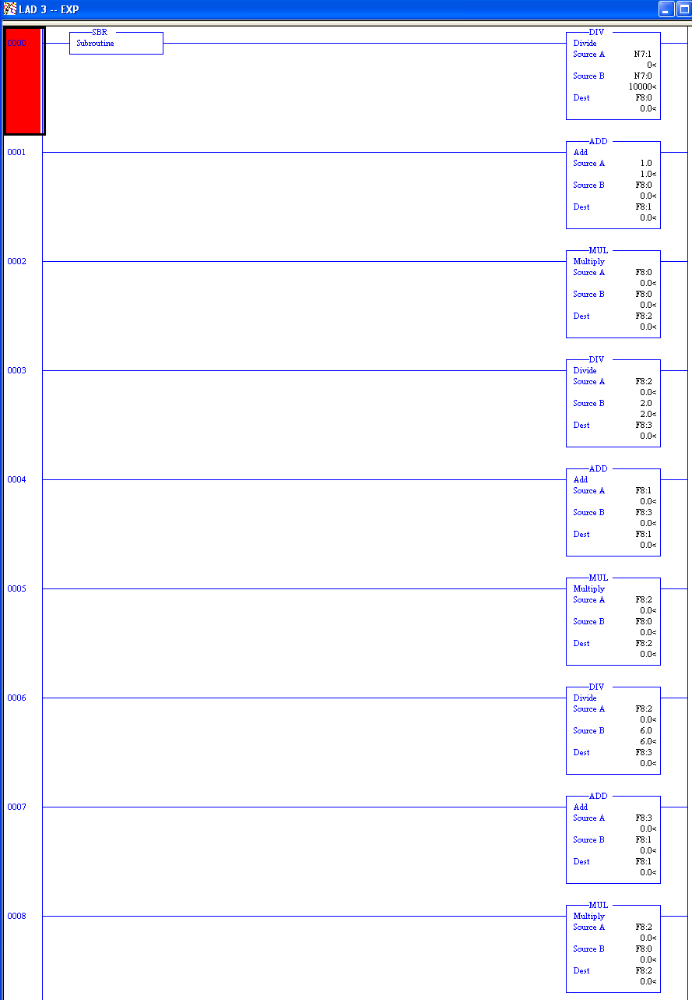 LAD 3 -- EXP
0000
SBR
Subroutine
DIV
Divide
Source A N7:1
0<
Source B N7:0
10000<
Dest F8:0
0.0<
0001
ADD
Add
Source A 1.0
1.0<
Source B F8:0
0.0<
Dest F8:1
0.0<
0002
MUL
Multiply
Source A F8:0
0.0<
Source B F8:0
0.0<
Dest F8:2
0.0<
0003
DIV
Divide
Source A F8:2
0.0<
Source B 2.0
2.0<
Dest F8:3
0.0<
0004
ADD
Add
Source A F8:1
0.0<
Source B F8:3
0.0<
Dest F8:1
0.0<
0005
MUL
Multiply
Source A F8:2
0.0<
Source B F8:0
0.0<
Dest F8:2
0.0<
0006
DIV
Divide
Source A F8:2
0.0<
Source B 6.0
6.0<
Dest F8:3
0.0<
0007
ADD
Add
Source A F8:3
0.0<
Source B F8:1
0.0<
Dest F8:1
0.0<
0008
MUL
Multiply
Source A F8:2
0.0<
Source B F8:0
0.0<
Dest F8:2
0.0<